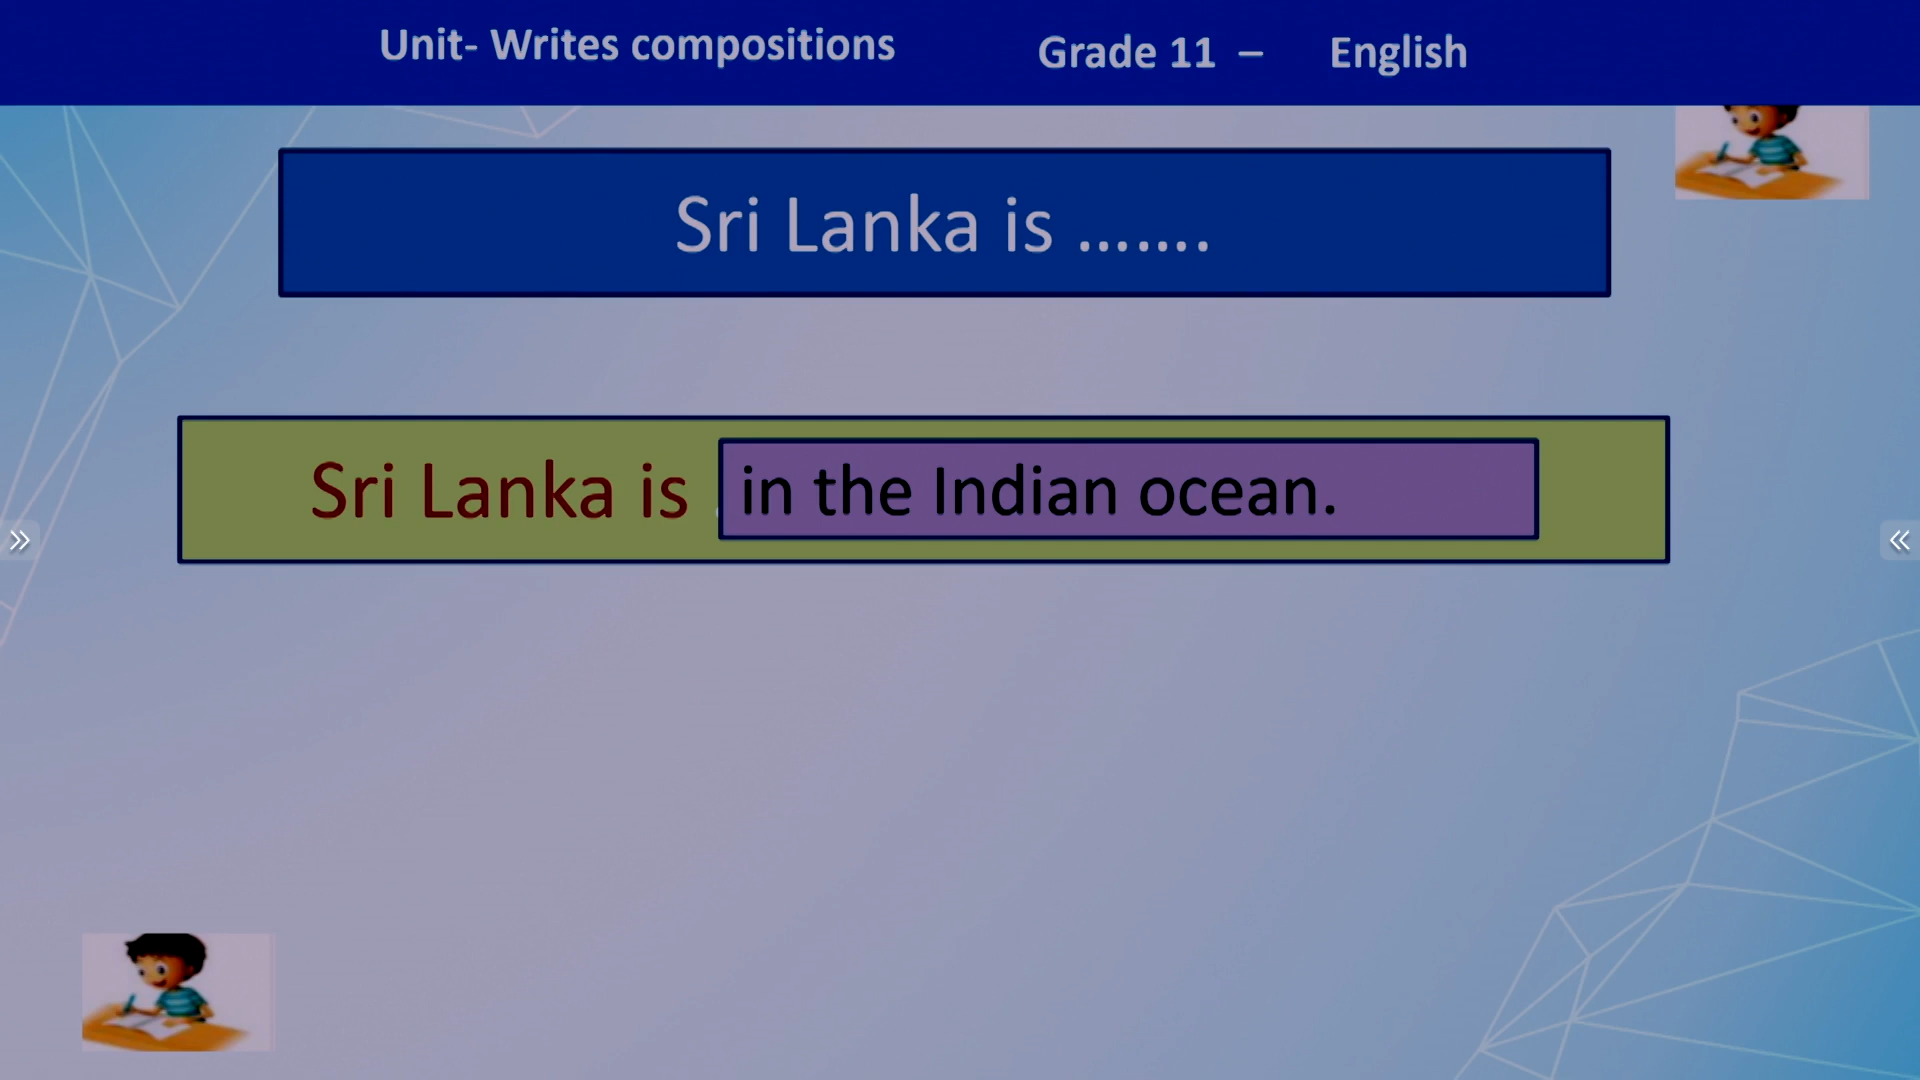 Unit- Writes compositions Grade 11 – English
Sri Lanka is …….
Sri Lanka is in the Indian ocean.